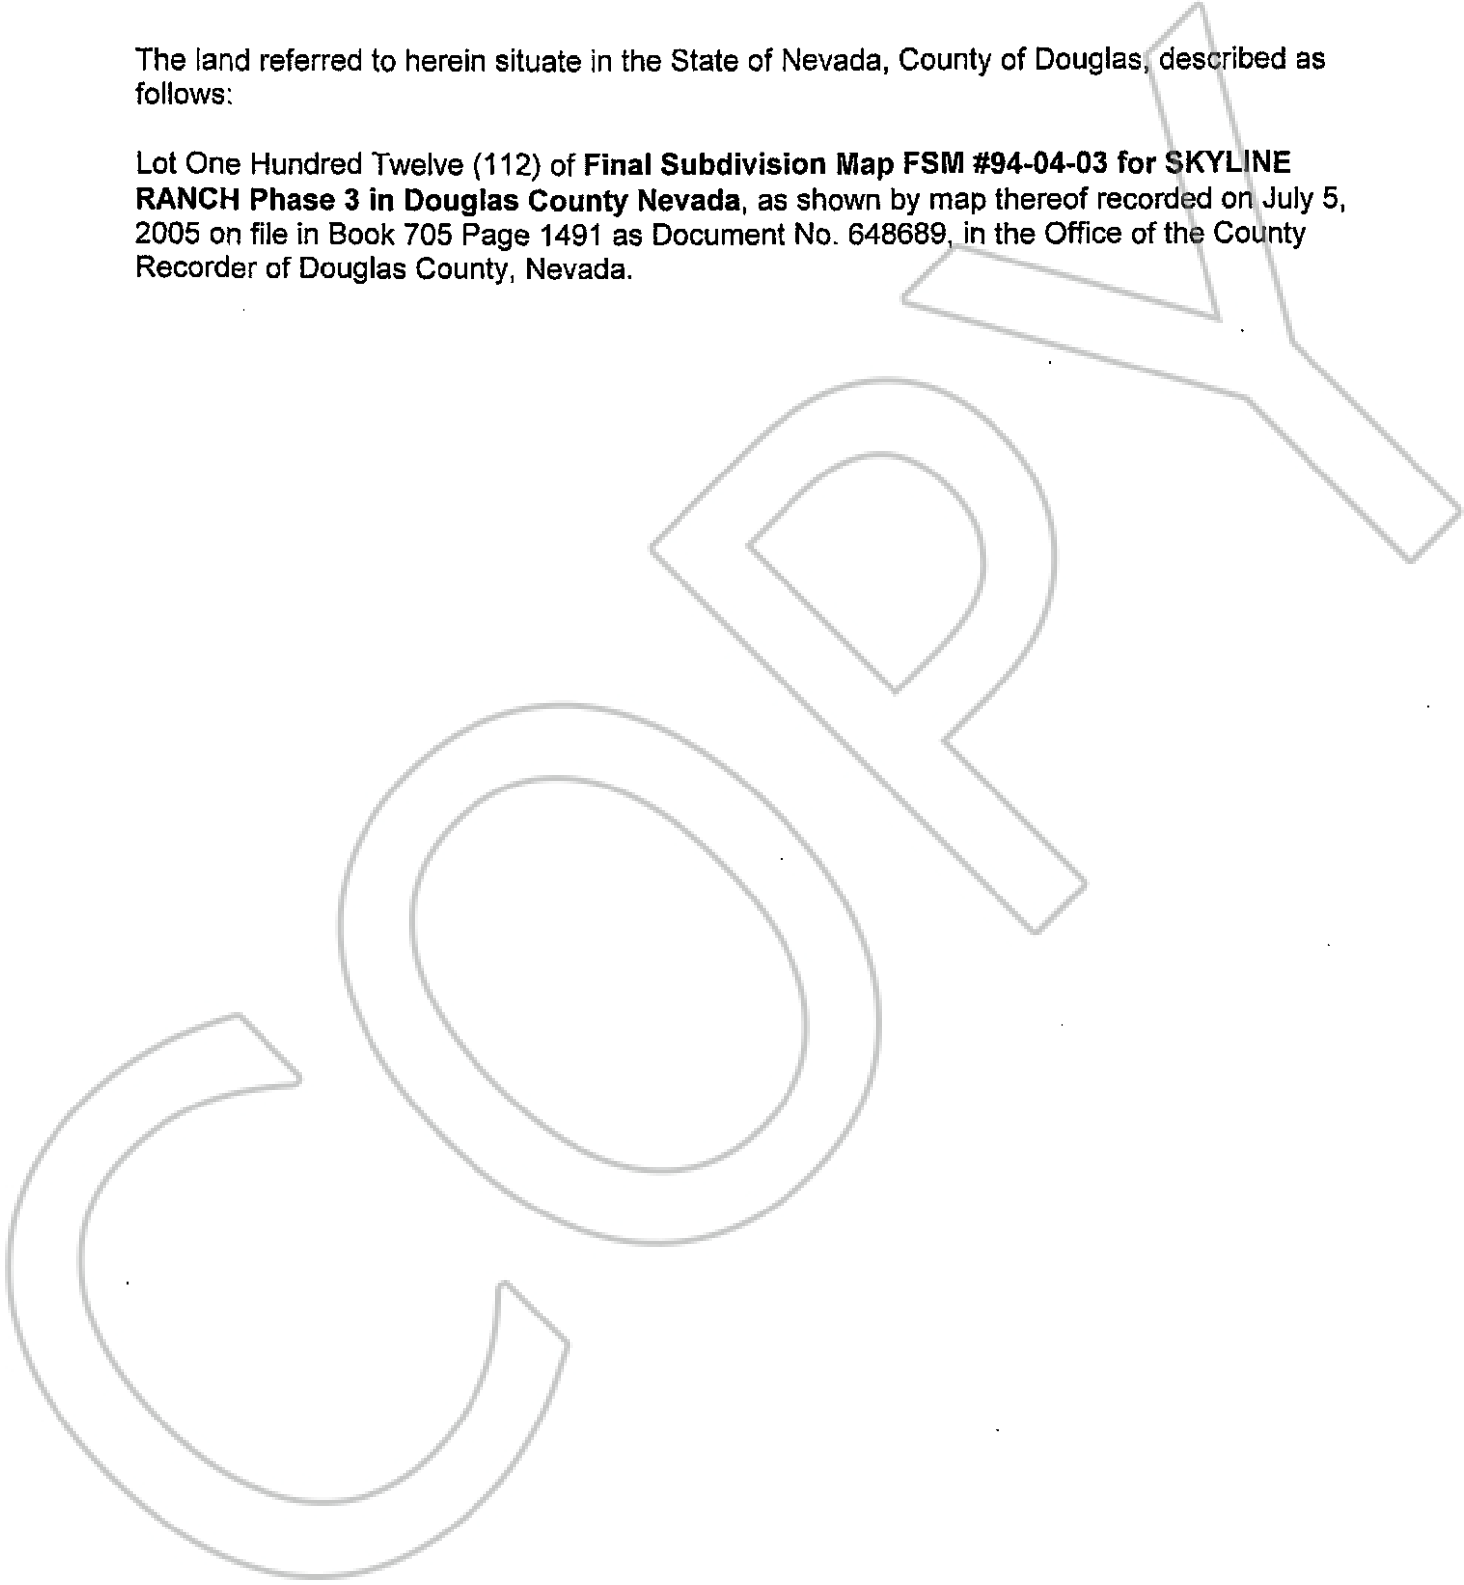 The land referred to herein situate in the State of Nevada, County of Douglas, described as
follows:
Lot One Hundred Twelve (112) of Final Subdivision Map FSM #94-04-03 for SKYLINE
RANCH Phase 3 in Douglas County Nevada, as shown by map thereof recorded on July 5,
2005 on file in Book 705 Page 1491 as Document No. 648689, in the Office of the County
Recorder of Douglas County, Nevada.
COPY